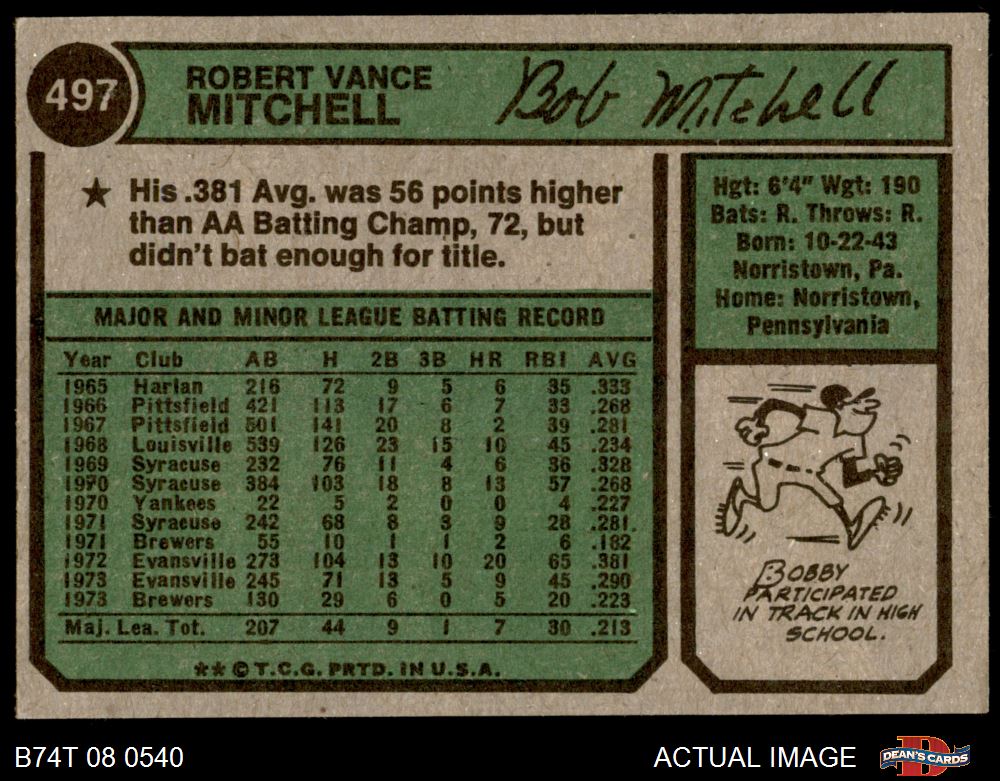 497
ROBERT VANCE
MITCHELL
Bob Mitchell
★ His .381 Avg. was 56 points higher
than AA Batting Champ, 72, but
didn't bat enough for title.
Hgt: 6'4" Wgt: 190
Bats: R. Throws: R.
Born: 10-22-43
Norristown, Pa.
Home: Norristown,
Pennsylvania
MAJOR AND MINOR LEAGUE BATTING RECORD
Year Club AB H 2B 3B HR RBI AVG
1965 Harlan 216 72 9 5 6 35 .333
1966 Pittsfield 421 113 17 6 7 33 .268
1967 Pittsfield 501 141 20 8 2 39 .281
1968 Louisville 539 126 23 15 10 45 .234
1969 Syracuse 232 76 11 4 6 36 .328
1970 Syracuse 384 103 18 8 13 57 .268
1970 Yankees 22 5 2 0 0 4 .227
1971 Syracuse 242 68 8 3 9 28 .281
1971 Brewers 55 10 1 1 2 6 .182
1972 Evansville 273 104 13 10 20 65 .381
1973 Evansville 245 71 13 5 9 45 .290
1973 Brewers 130 29 6 0 5 20 .223
Maj. Lea. Tot. 207 44 9 1 7 30 .213
**© T.C.G. PRTD. IN U.S.A.
BOBBY
PARTICIPATED
IN TRACK IN HIGH
SCHOOL.
B74T 08 0540
ACTUAL IMAGE
DEAN'S CARDS